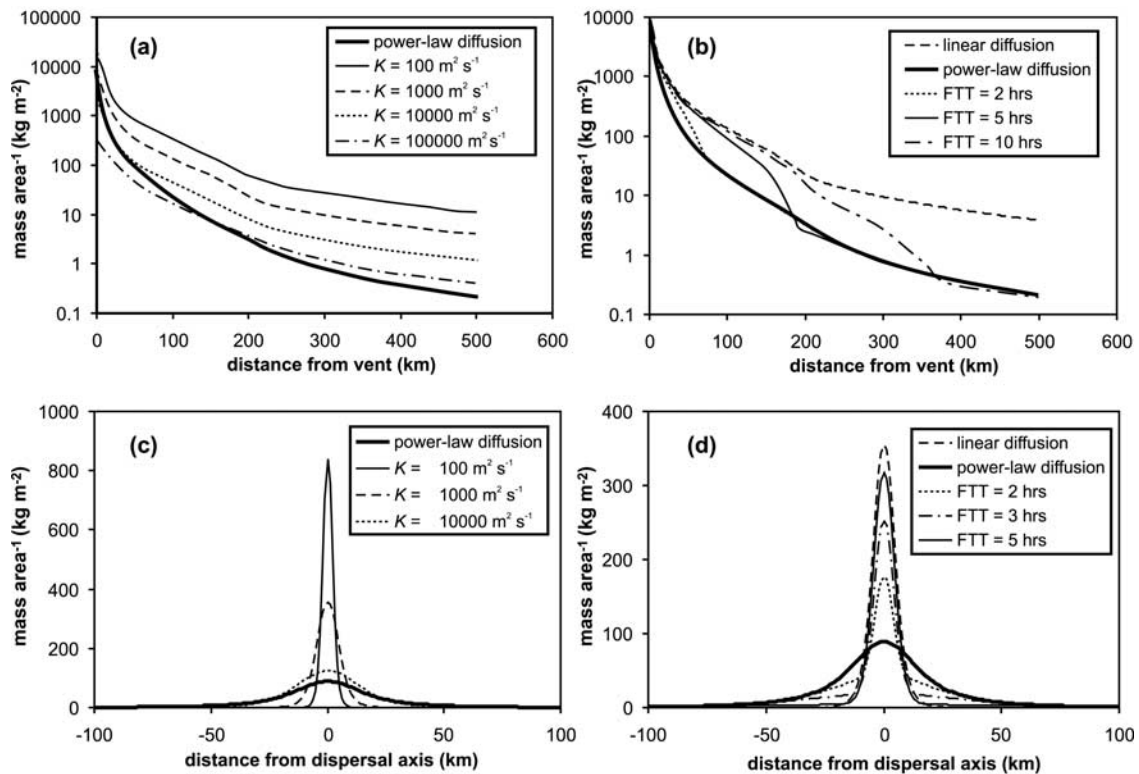 (a)
mass area⁻¹ (kg m⁻²)
100000
10000
1000
100
10
1
0.1
power-law diffusion
K = 100 m² s⁻¹
K = 1000 m² s⁻¹
K = 10000 m² s⁻¹
K = 100000 m² s⁻¹
0 100 200 300 400 500 600
distance from vent (km)
(b)
mass area⁻¹ (kg m⁻²)
10000
1000
100
10
1
0.1
linear diffusion
power-law diffusion
FTT = 2 hrs
FTT = 5 hrs
FTT = 10 hrs
0 100 200 300 400 500 600
distance from vent (km)
(c)
mass area⁻¹ (kg m⁻²)
1000
800
600
400
200
0
power-law diffusion
K = 100 m² s⁻¹
K = 1000 m² s⁻¹
K = 10000 m² s⁻¹
-100 -50 0 50 100
distance from dispersal axis (km)
(d)
mass area⁻¹ (kg m⁻²)
400
300
200
100
0
linear diffusion
power-law diffusion
FTT = 2 hrs
FTT = 3 hrs
FTT = 5 hrs
-100 -50 0 50 100
distance from dispersal axis (km)